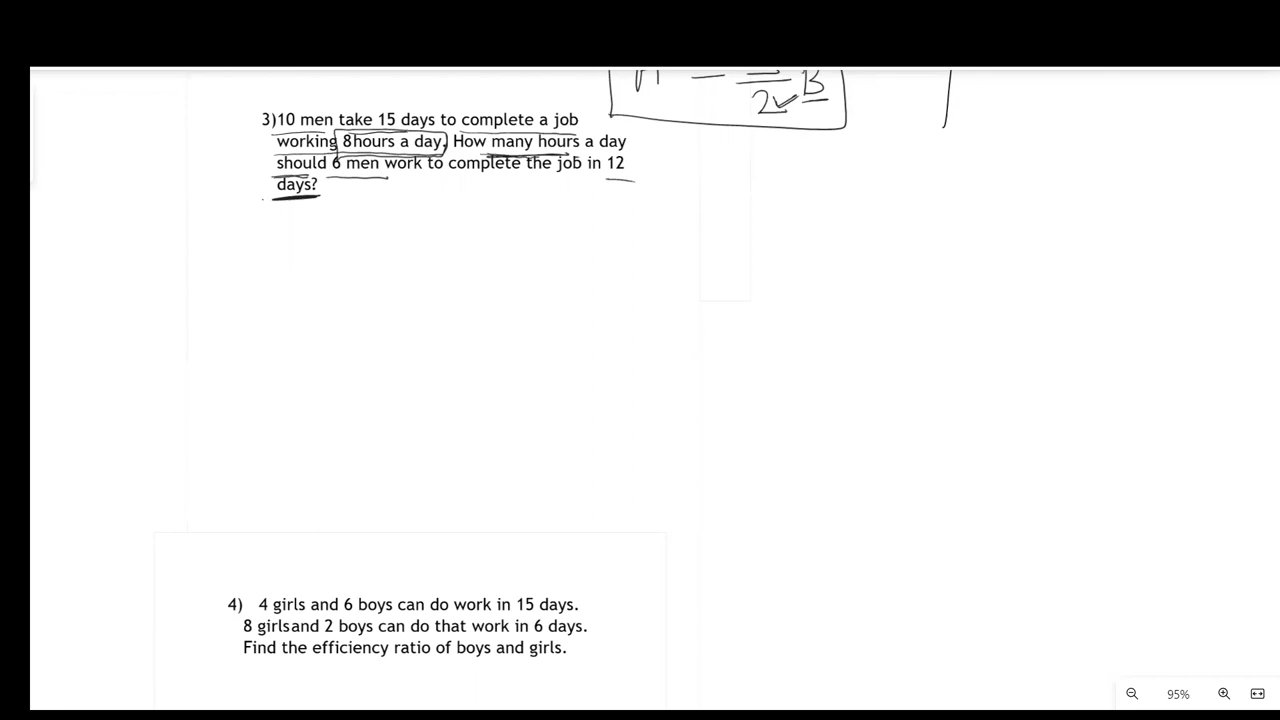 2 B
3)10 men take 15 days to complete a job
working 8hours a day. How many hours a day
should 6 men work to complete the job in 12
days?
4) 4 girls and 6 boys can do work in 15 days.
8 girlsand 2 boys can do that work in 6 days.
Find the efficiency ratio of boys and girls.
95%